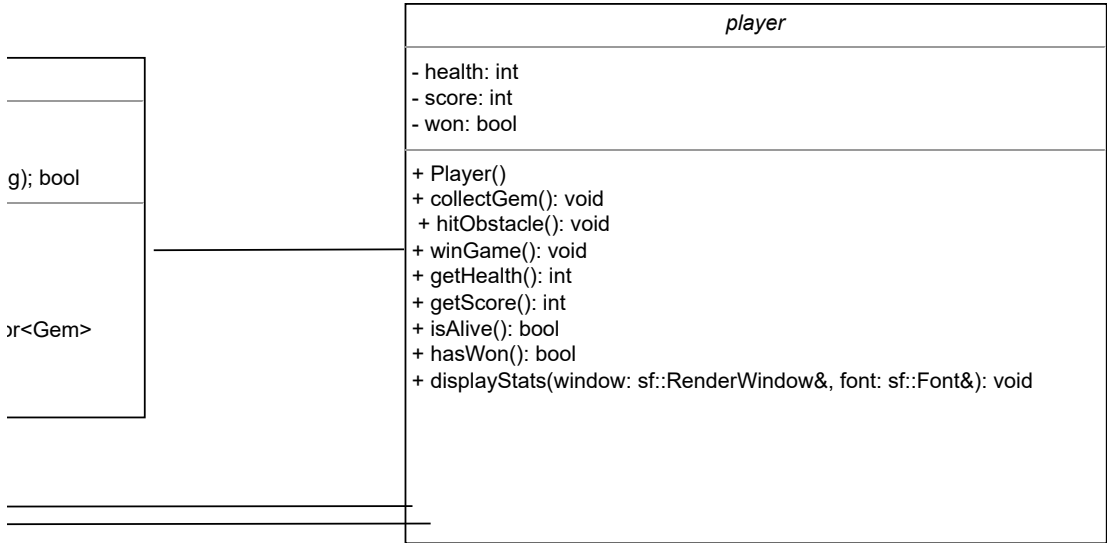 player
- health: int
- score: int
- won: bool
+ Player()
+ collectGem(): void
+ hitObstacle(): void
+ winGame(): void
+ getHealth(): int
+ getScore(): int
+ isAlive(): bool
+ hasWon(): bool
+ displayStats(window: sf::RenderWindow&, font: sf::Font&): void
g); bool
or<Gem>